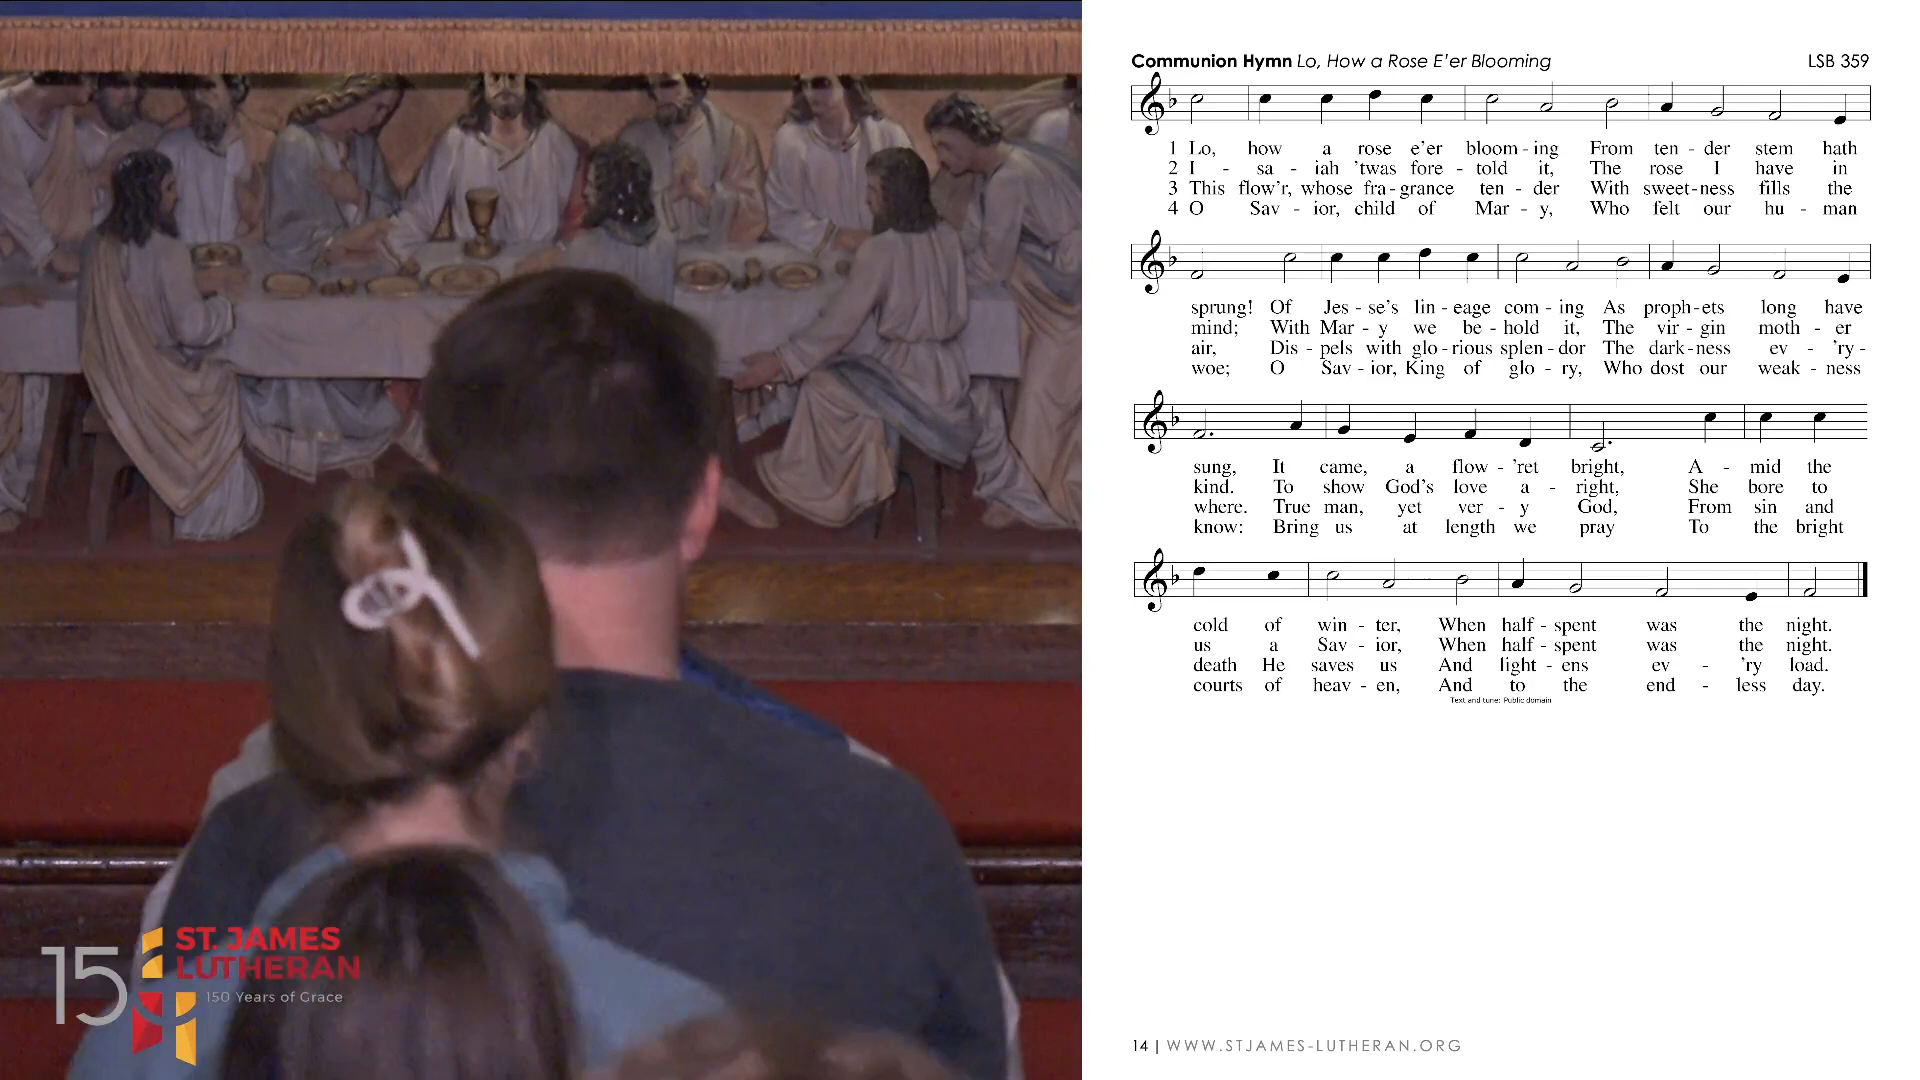 Communion Hymn Lo, How a Rose E'er Blooming LSB 359
1 Lo, how a rose e'er bloom - ing From ten - der stem hath
2 I - sa - iah 'twas fore - told it, The rose I have in
3 This flow'r, whose fra - grance ten - der With sweet - ness fills the
4 O Sav - ior, child of Mar - y, Who felt our hu - man
sprung! Of Jes - se's lin - eage com - ing As proph - ets long have
mind; With Mar - y we be - hold it, The vir - gin moth - er
air, Dis - pels with glo - rious splen - dor The dark - ness ev - 'ry -
woe; O Sav - ior, King of glo - ry, Who dost our weak - ness
sung, It came, a flow - 'ret bright, A - mid the
kind. To show God's love a - right, She bore to
where. True man, yet ver - y God, From sin and
know: Bring us at length we pray To the bright
cold of win - ter, When half - spent was the night.
us a Sav - ior, When half - spent was the night.
death He saves us And light - ens ev - 'ry load.
courts of heav - en, And to the end - less day.
Text and tune: Public domain
14 | WWW.STJAMES-LUTHERAN.ORG
150
ST. JAMES
LUTHERAN
150 Years of Grace